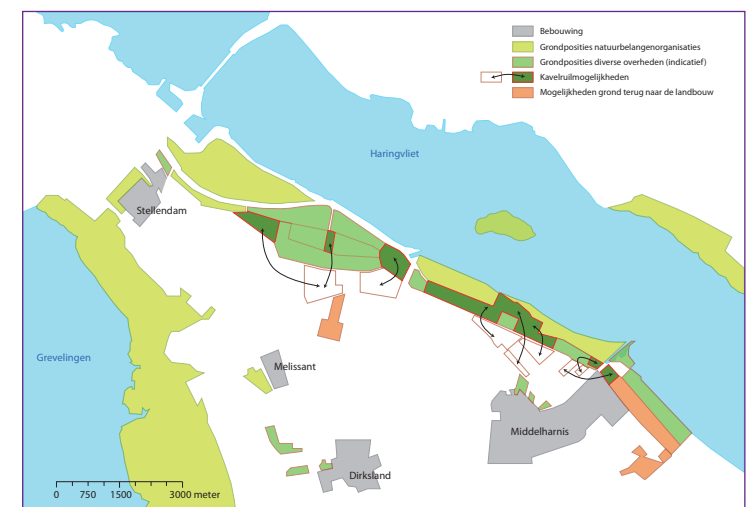 Bebouwing
Grondposities natuurbelangenorganisaties
Grondposities diverse overheden (indicatief)
Kavelruilmogelijkheden
Mogelijkheden grond terug naar de landbouw
Haringvliet
Stellendam
Grevelingen
Melissant
Middelharnis
Dirksland
0 750 1500 3000 meter